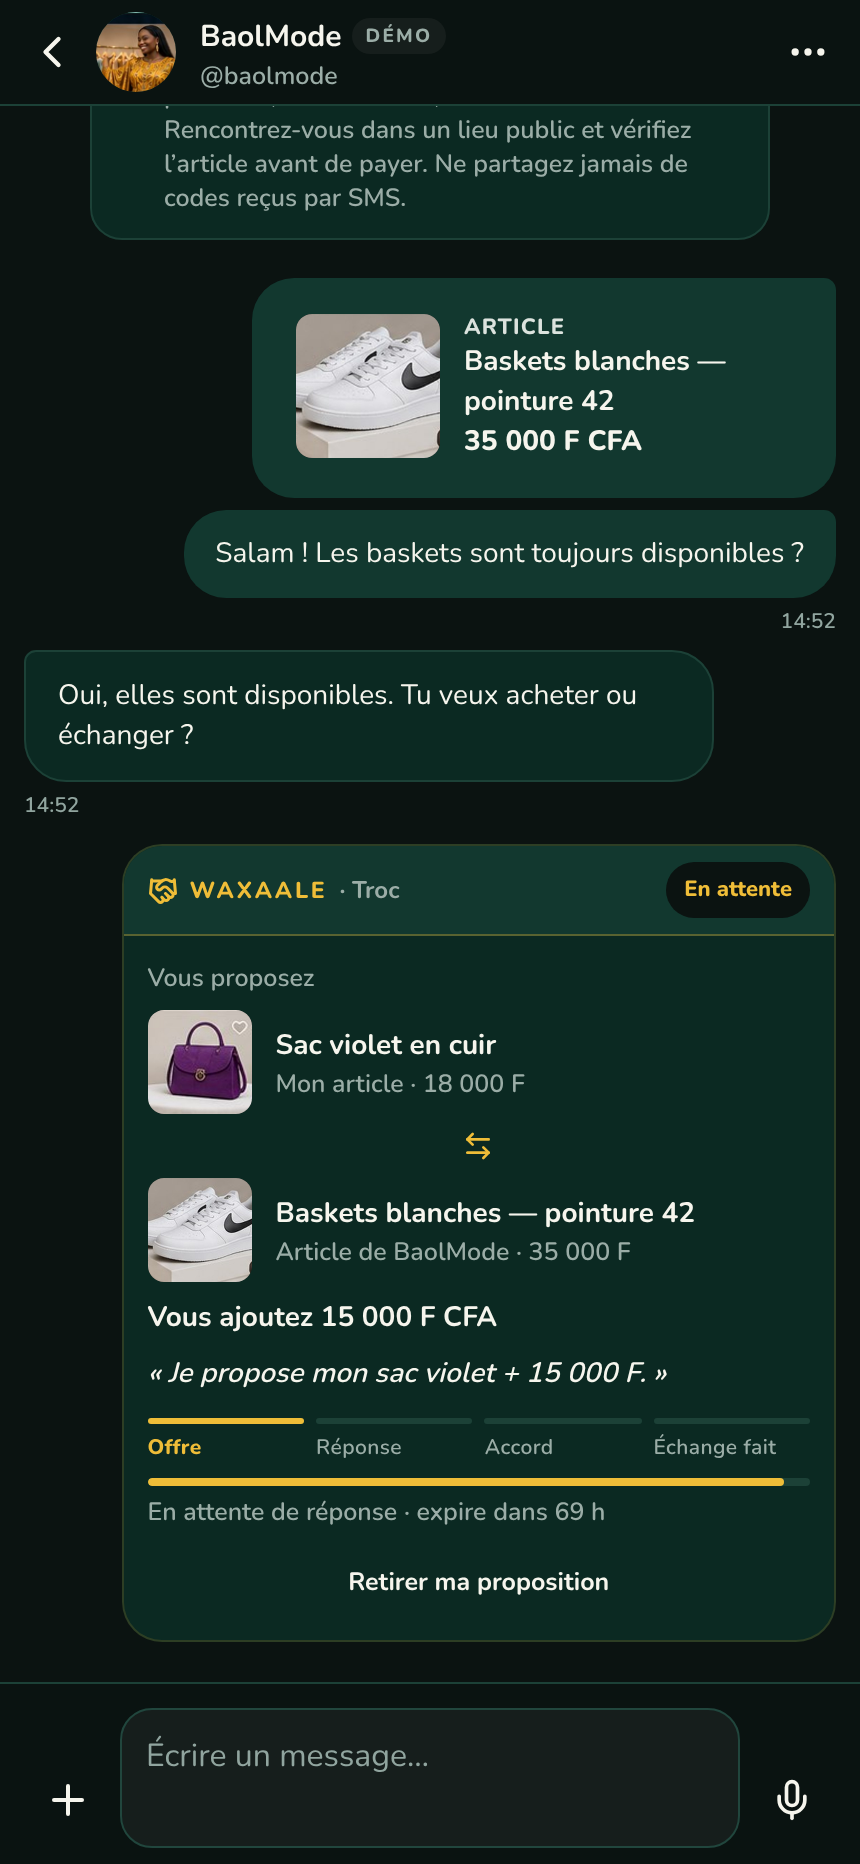 BaolMode DÉMO
@baolmode
Rencontrez-vous dans un lieu public et vérifiez
l’article avant de payer. Ne partagez jamais de
codes reçus par SMS.
ARTICLE
Baskets blanches —
pointure 42
35 000 F CFA
Salam ! Les baskets sont toujours disponibles ?
14:52
Oui, elles sont disponibles. Tu veux acheter ou
échanger ?
14:52
WAXAALE · Troc En attente
Vous proposez
Sac violet en cuir
Mon article · 18 000 F
Baskets blanches — pointure 42
Article de BaolMode · 35 000 F
Vous ajoutez 15 000 F CFA
« Je propose mon sac violet + 15 000 F. »
Offre Réponse Accord Échange fait
En attente de réponse · expire dans 69 h
Retirer ma proposition
Écrire un message...